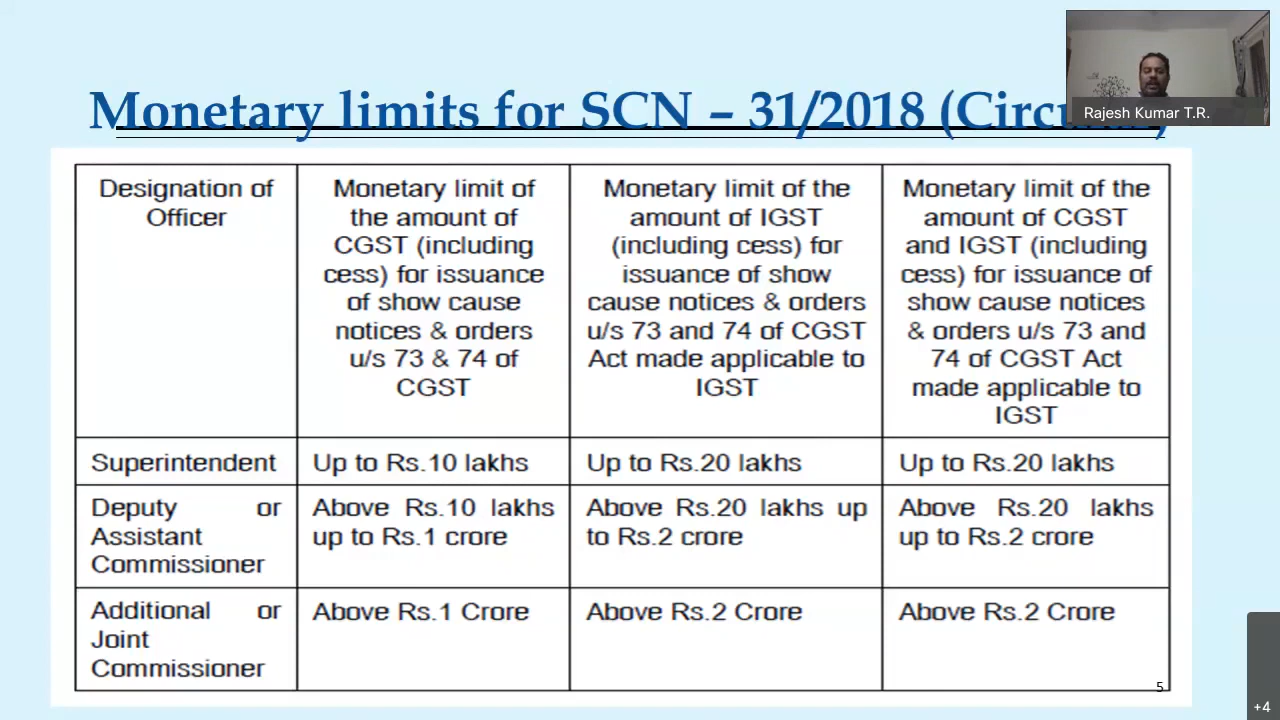 Monetary limits for SCN – 31/2018
Rajesh Kumar T.R.
Designation of
Officer
Monetary limit of
the amount of
CGST (including
cess) for issuance
of show cause
notices & orders
u/s 73 & 74 of
CGST
Monetary limit of the
amount of IGST
(including cess) for
issuance of show
cause notices & orders
u/s 73 and 74 of CGST
Act made applicable to
IGST
Monetary limit of the
amount of CGST
and IGST (including
cess) for issuance of
show cause notices
& orders u/s 73 and
74 of CGST Act
made applicable to
IGST
Superintendent
Up to Rs.10 lakhs
Up to Rs.20 lakhs
Up to Rs.20 lakhs
Deputy or
Assistant
Commissioner
Above Rs.10 lakhs
up to Rs.1 crore
Above Rs.20 lakhs up
to Rs.2 crore
Above Rs.20 lakhs
up to Rs.2 crore
Additional or
Joint
Commissioner
Above Rs.1 Crore
Above Rs.2 Crore
Above Rs.2 Crore
5
+4